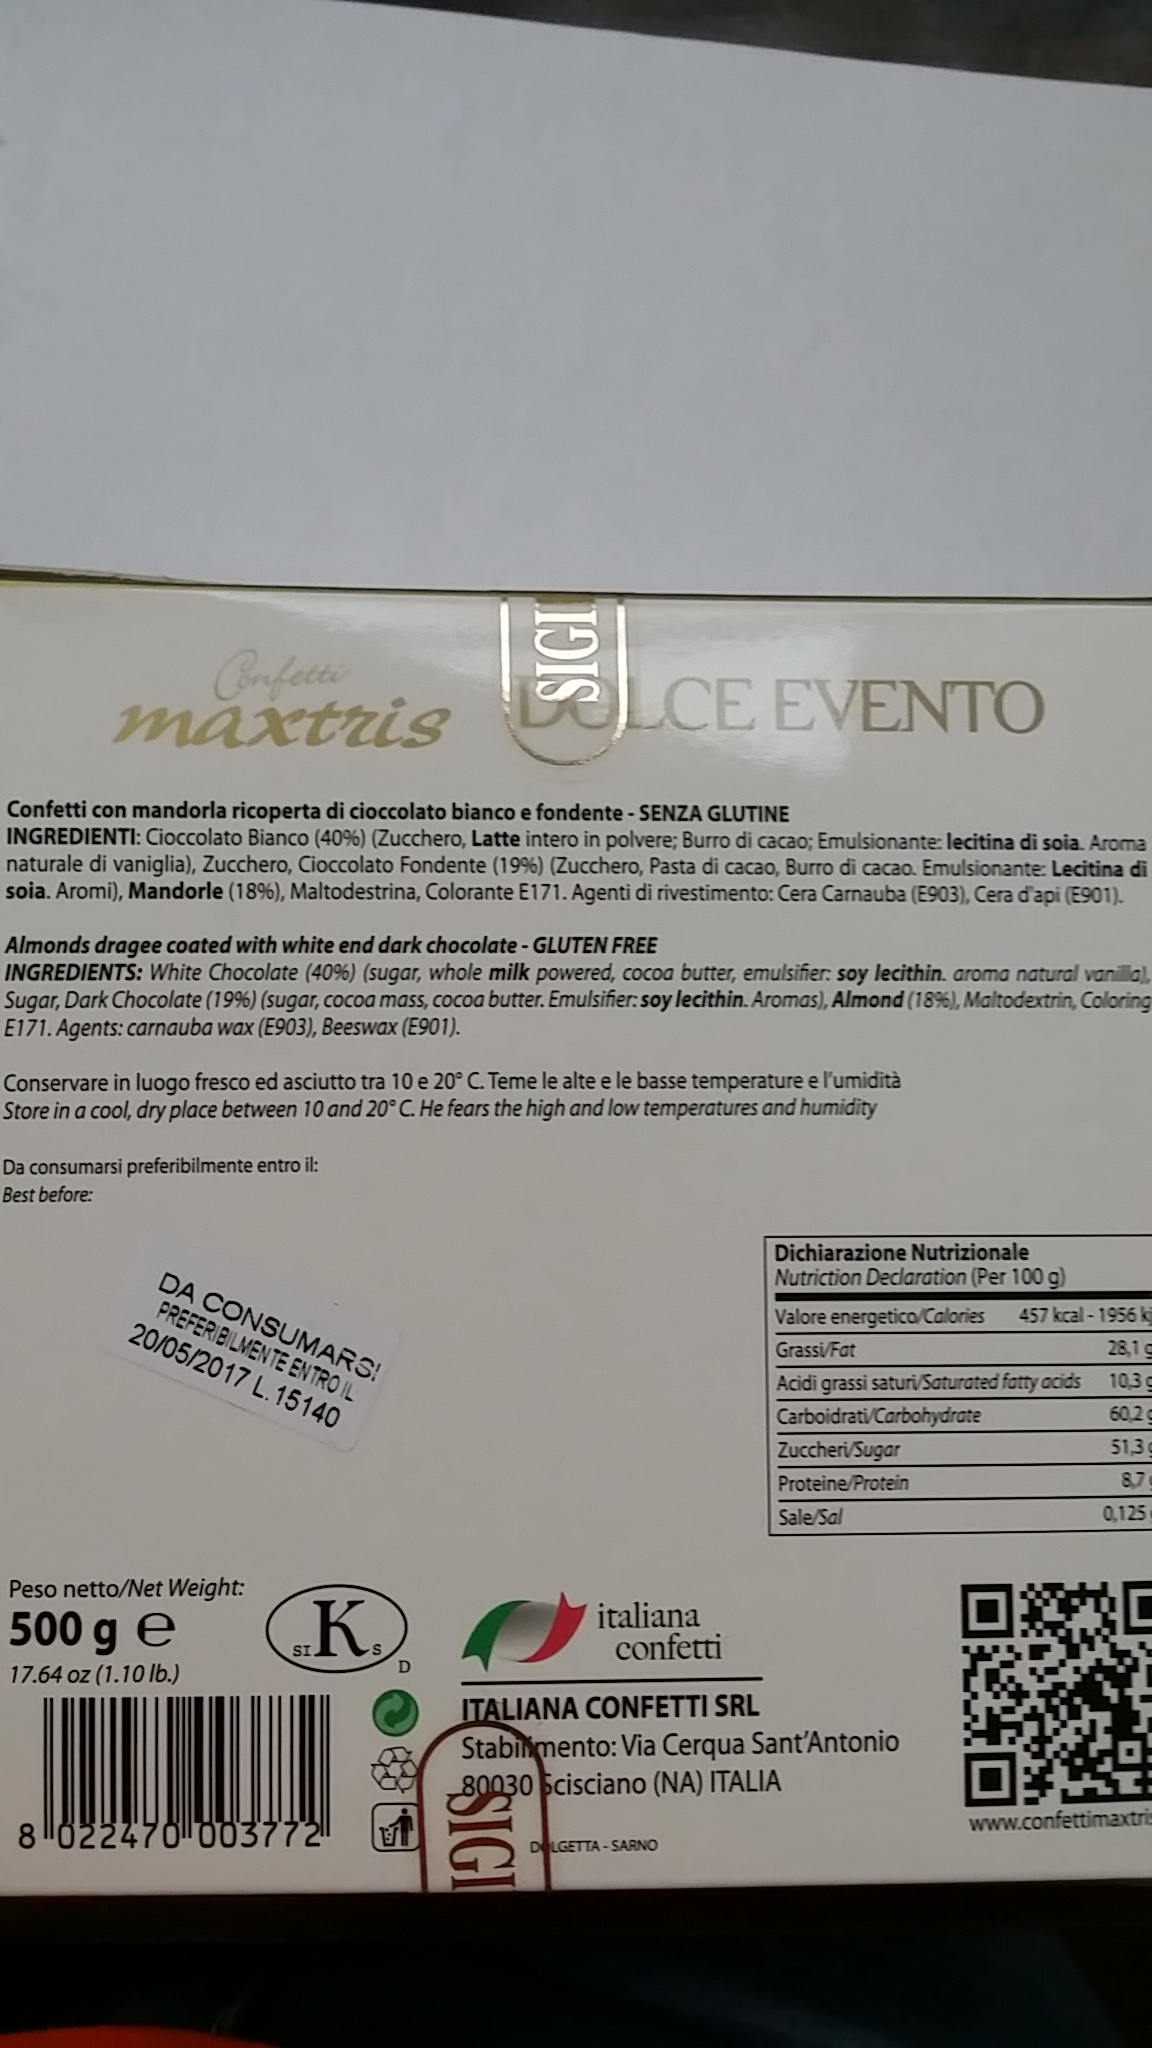 SIGI
Confetti
maxtris DOLCE EVENTO
Confetti con mandorla ricoperta di cioccolato bianco e fondente - SENZA GLUTINE
INGREDIENTI: Cioccolato Bianco (40%) (Zucchero, Latte intero in polvere; Burro di cacao; Emulsionante: lecitina di soia. Aroma
naturale di vaniglia), Zucchero, Cioccolato Fondente (19%) (Zucchero, Pasta di cacao, Burro di cacao. Emulsionante: Lecitina di
soia. Aromi), Mandorle (18%), Maltodestrina, Colorante E171. Agenti di rivestimento: Cera Carnauba (E903), Cera d'api (E901).
Almonds dragee coated with white end dark chocolate - GLUTEN FREE
INGREDIENTS: White Chocolate (40%) (sugar, whole milk powered, cocoa butter, emulsifier: soy lecithin. aroma natural vanilla),
Sugar, Dark Chocolate (19%) (sugar, cocoa mass, cocoa butter. Emulsifier: soy lecithin. Aromas), Almond (18%), Maltodextrin, Coloring
E171. Agents: carnauba wax (E903), Beeswax (E901).
Conservare in luogo fresco ed asciutto tra 10 e 20° C. Teme le alte e le basse temperature e l'umidità
Store in a cool, dry place between 10 and 20° C. He fears the high and low temperatures and humidity
Da consumarsi preferibilmente entro il:
Best before:
DA CONSUMARSI
PREFERIBILMENTE ENTRO IL
20/05/2017 L. 15140
Dichiarazione Nutrizionale
Nutriction Declaration (Per 100 g)
Valore energetico/Calories 457 kcal - 1956 kj
Grassi/Fat 28,1 g
Acidi grassi saturi/Saturated fatty acids 10,3 g
Carboidrati/Carbohydrate 60,2 g
Zuccheri/Sugar 51,3 g
Proteine/Protein 8,7
Sale/Sal 0,125
Peso netto/Net Weight:
500 g e
17.64 oz (1.10 lb.)
SI K S
D
italiana
confetti
ITALIANA CONFETTI SRL
Stabilimento: Via Cerqua Sant'Antonio
80030 Scisciano (NA) ITALIA
DOLGETTA - SARNO
SIGI
8 022470 003772
www.confettimaxtris